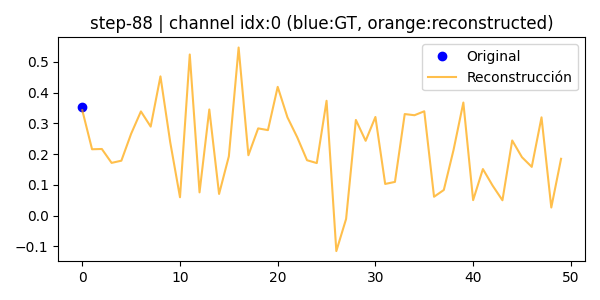 step-88 | channel idx:0 (blue:GT, orange:reconstructed)
Original
Reconstrucción
0.5
0.4
0.3
0.2
0.1
0.0
−0.1
0 10 20 30 40 50